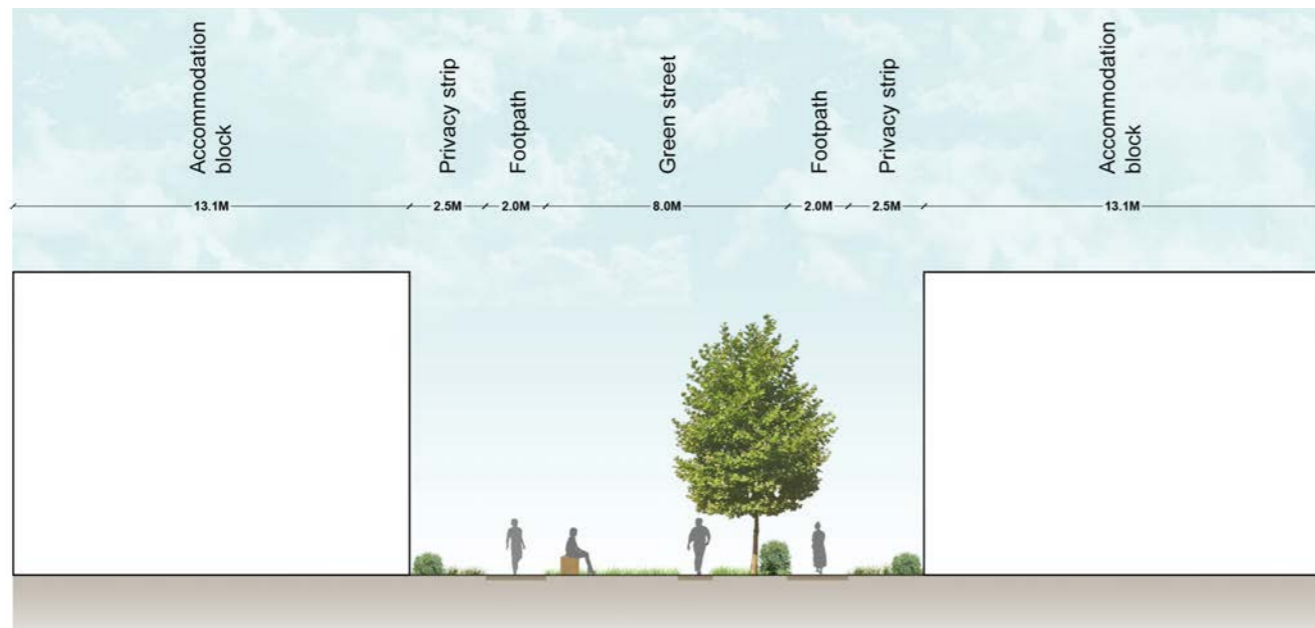 Accommodation
block
Privacy strip
Footpath
Green street
Footpath
Privacy strip
Accommodation
block
13.1M
2.5M
2.0M
8.0M
2.0M
2.5M
13.1M